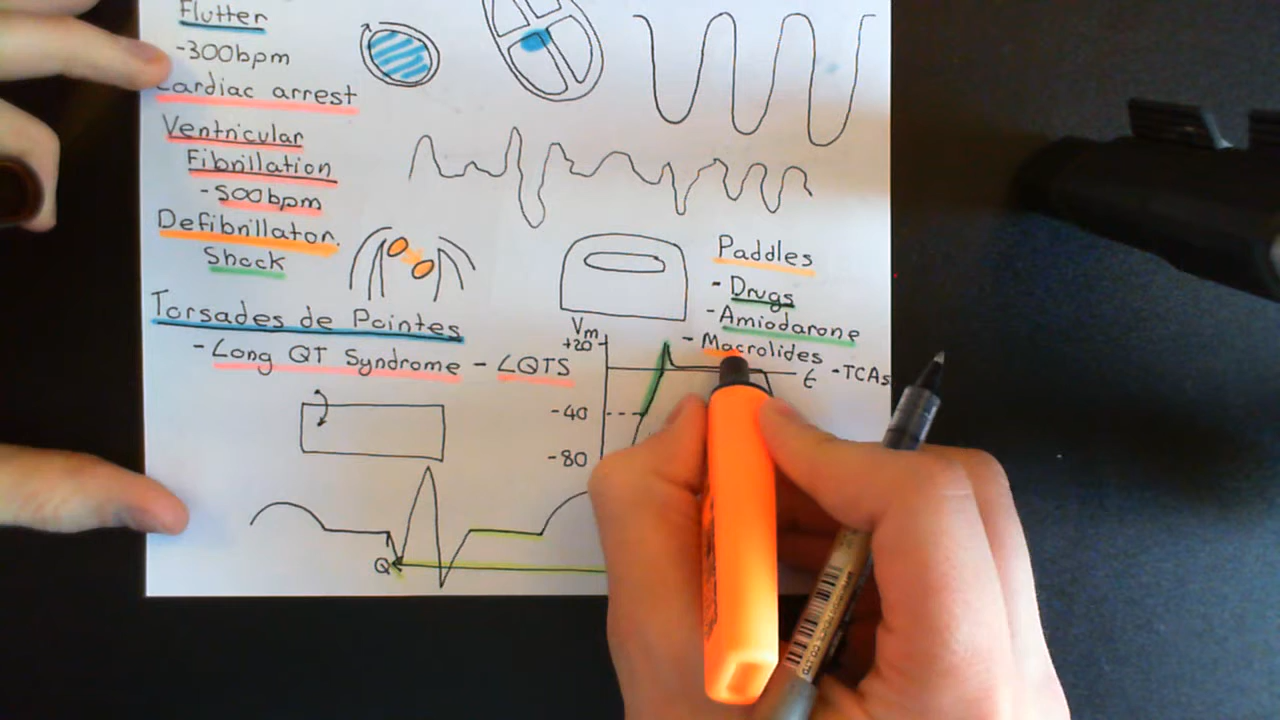 Flutter
-300bpm
Cardiac arrest
Ventricular
Fibrillation
-500bpm
Defibrillator.
Shock
Paddles
- Drugs
- Amiodarone
- Macrolides
- TCAs
Torsades de Pointes
- Long QT Syndrome - LQTS
Vm
+20
t
-40
-80
Q